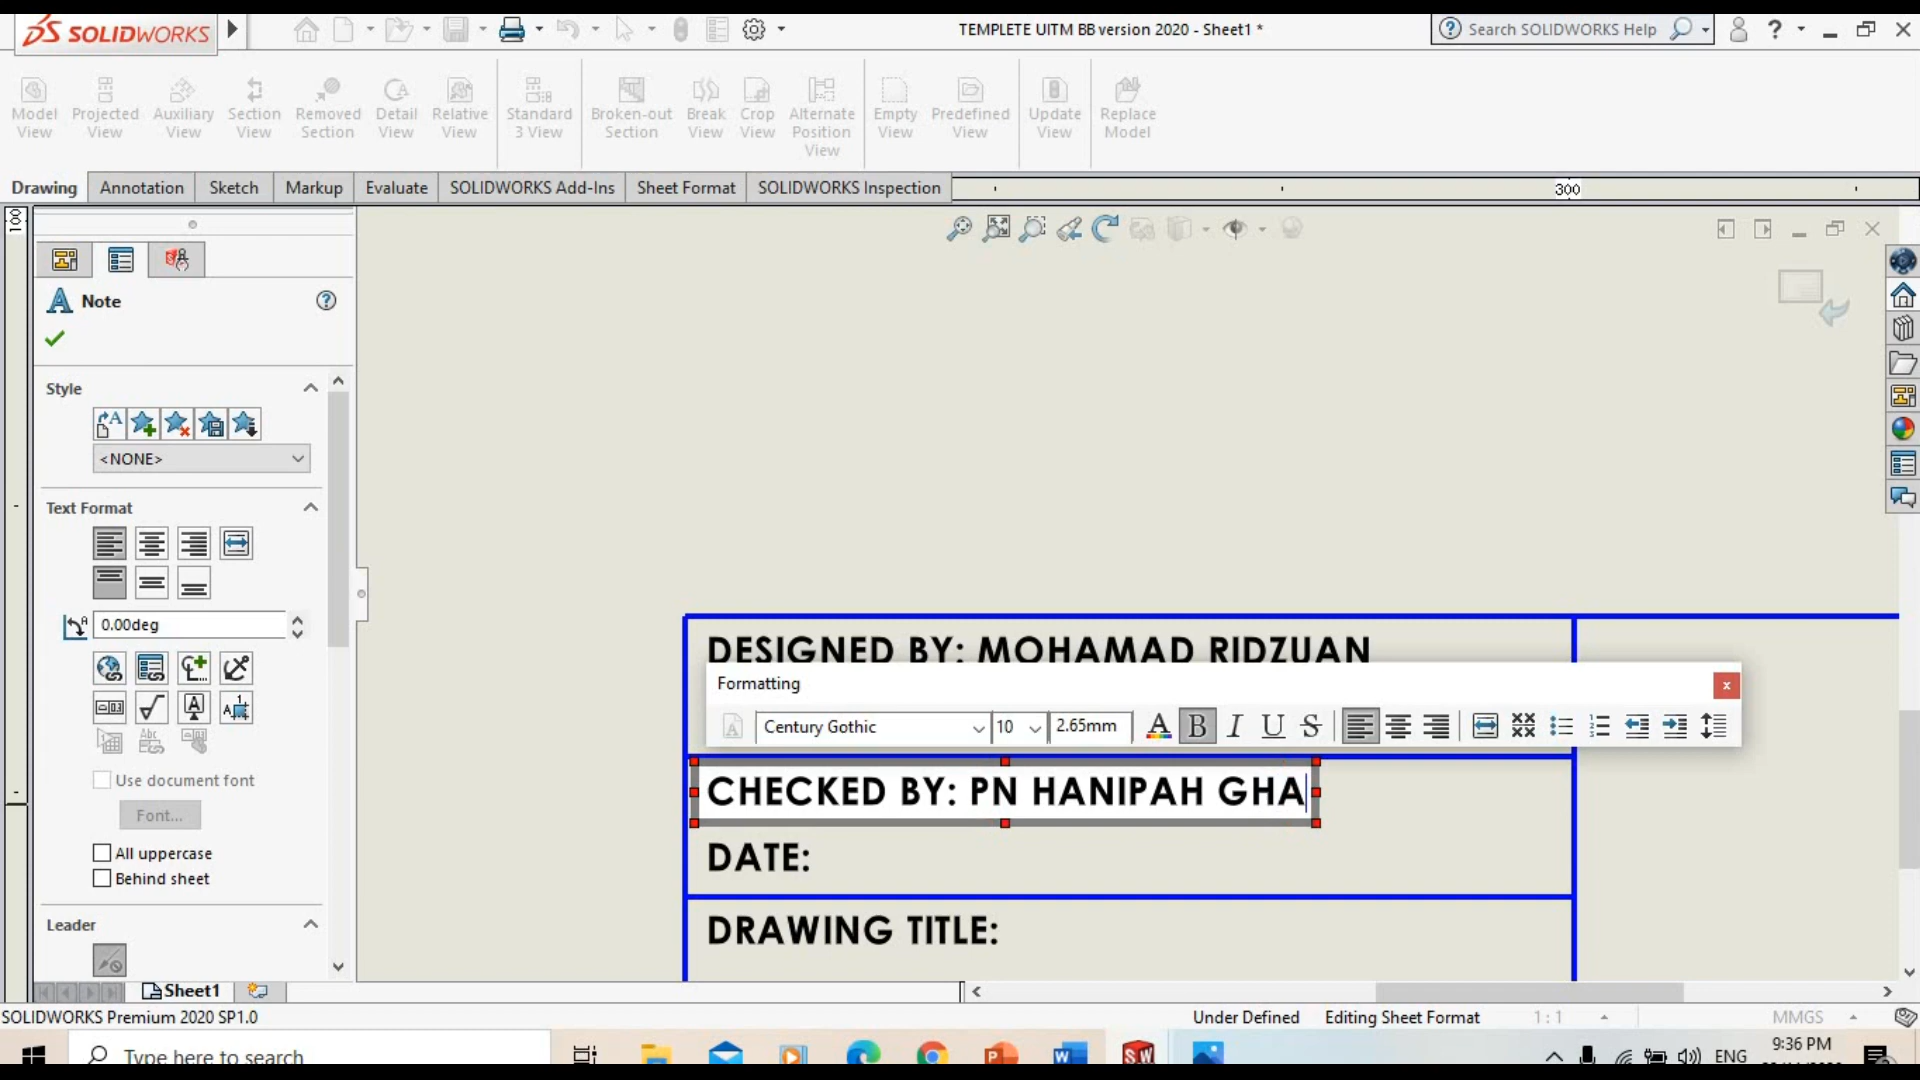 SOLIDWORKS
TEMPLETE UITM BB version 2020 - Sheet1 *
Search SOLIDWORKS Help
?
Model View
Projected View
Auxiliary View
Section View
Removed Section
Detail View
Relative View
Standard 3 View
Broken-out Section
Break View
Crop View
Alternate Position View
Empty View
Predefined View
Update View
Replace Model
Drawing
Annotation
Sketch
Markup
Evaluate
SOLIDWORKS Add-Ins
Sheet Format
SOLIDWORKS Inspection
300
100
Note
Style
<NONE>
Text Format
0.00deg
Use document font
Font...
All uppercase
Behind sheet
Leader
DESIGNED BY: MOHAMAD RIDZUAN
Formatting
Century Gothic
10
2.65mm
A B I U S
CHECKED BY: PN HANIPAH GHA
DATE:
DRAWING TITLE:
Sheet1
SOLIDWORKS Premium 2020 SP1.0
Under Defined
Editing Sheet Format
1 : 1
MMGS
Type here to search
ENG
9:36 PM